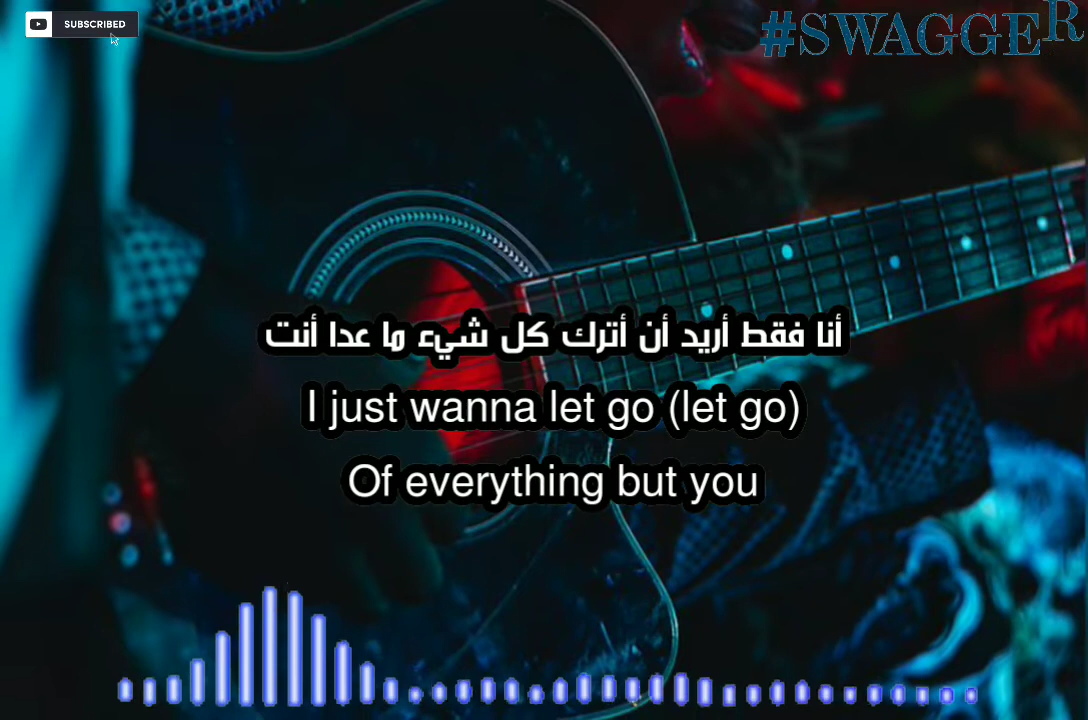 SUBSCRIBED
#SWAGGER
أنا فقط أريد أن أترك كل شيء ما عدا أنت
I just wanna let go (let go)
Of everything but you